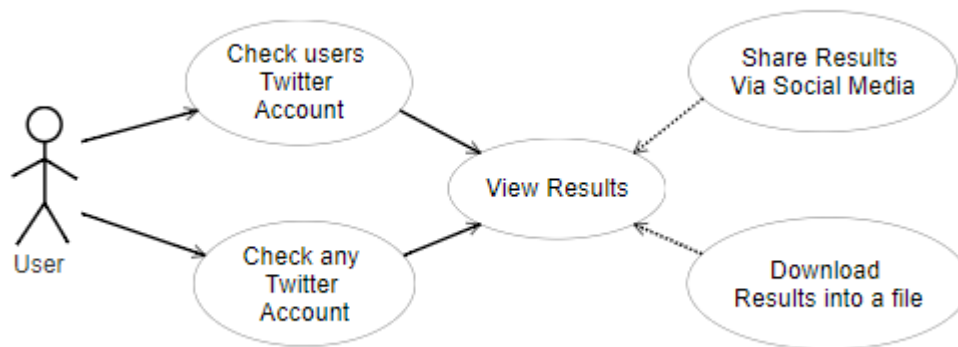 Check users
Twitter
Account
Share Results
Via Social Media
View Results
User
Check any
Twitter
Account
Download
Results into a file